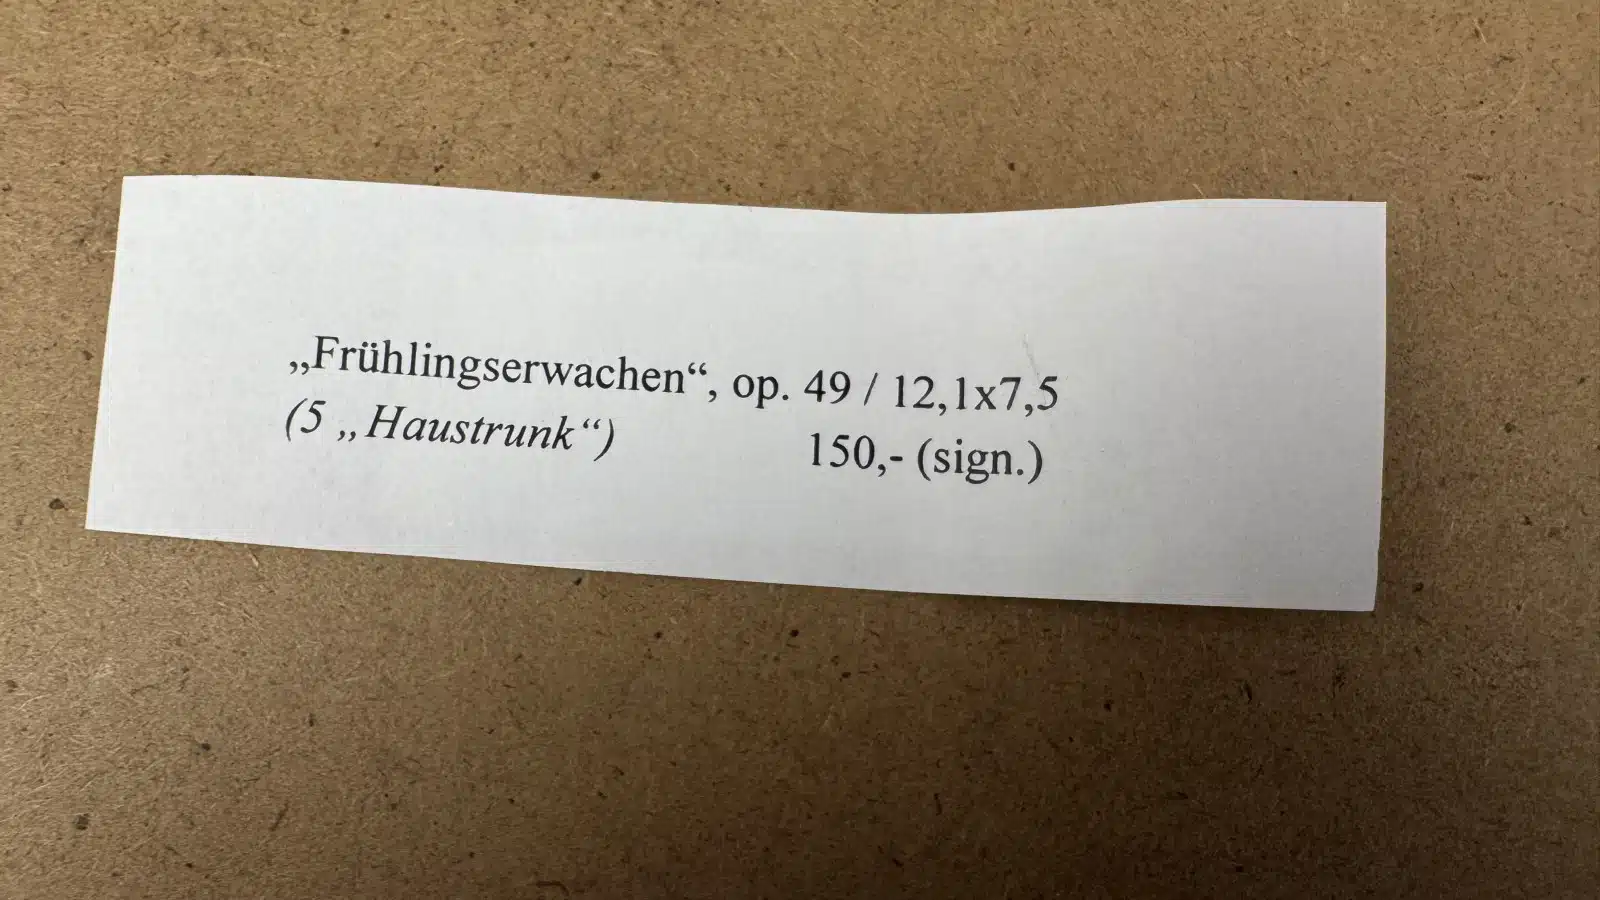 „Frühlingserwachen“, op. 49 / 12,1x7,5
(5 „Haustrunk“) 150,- (sign.)